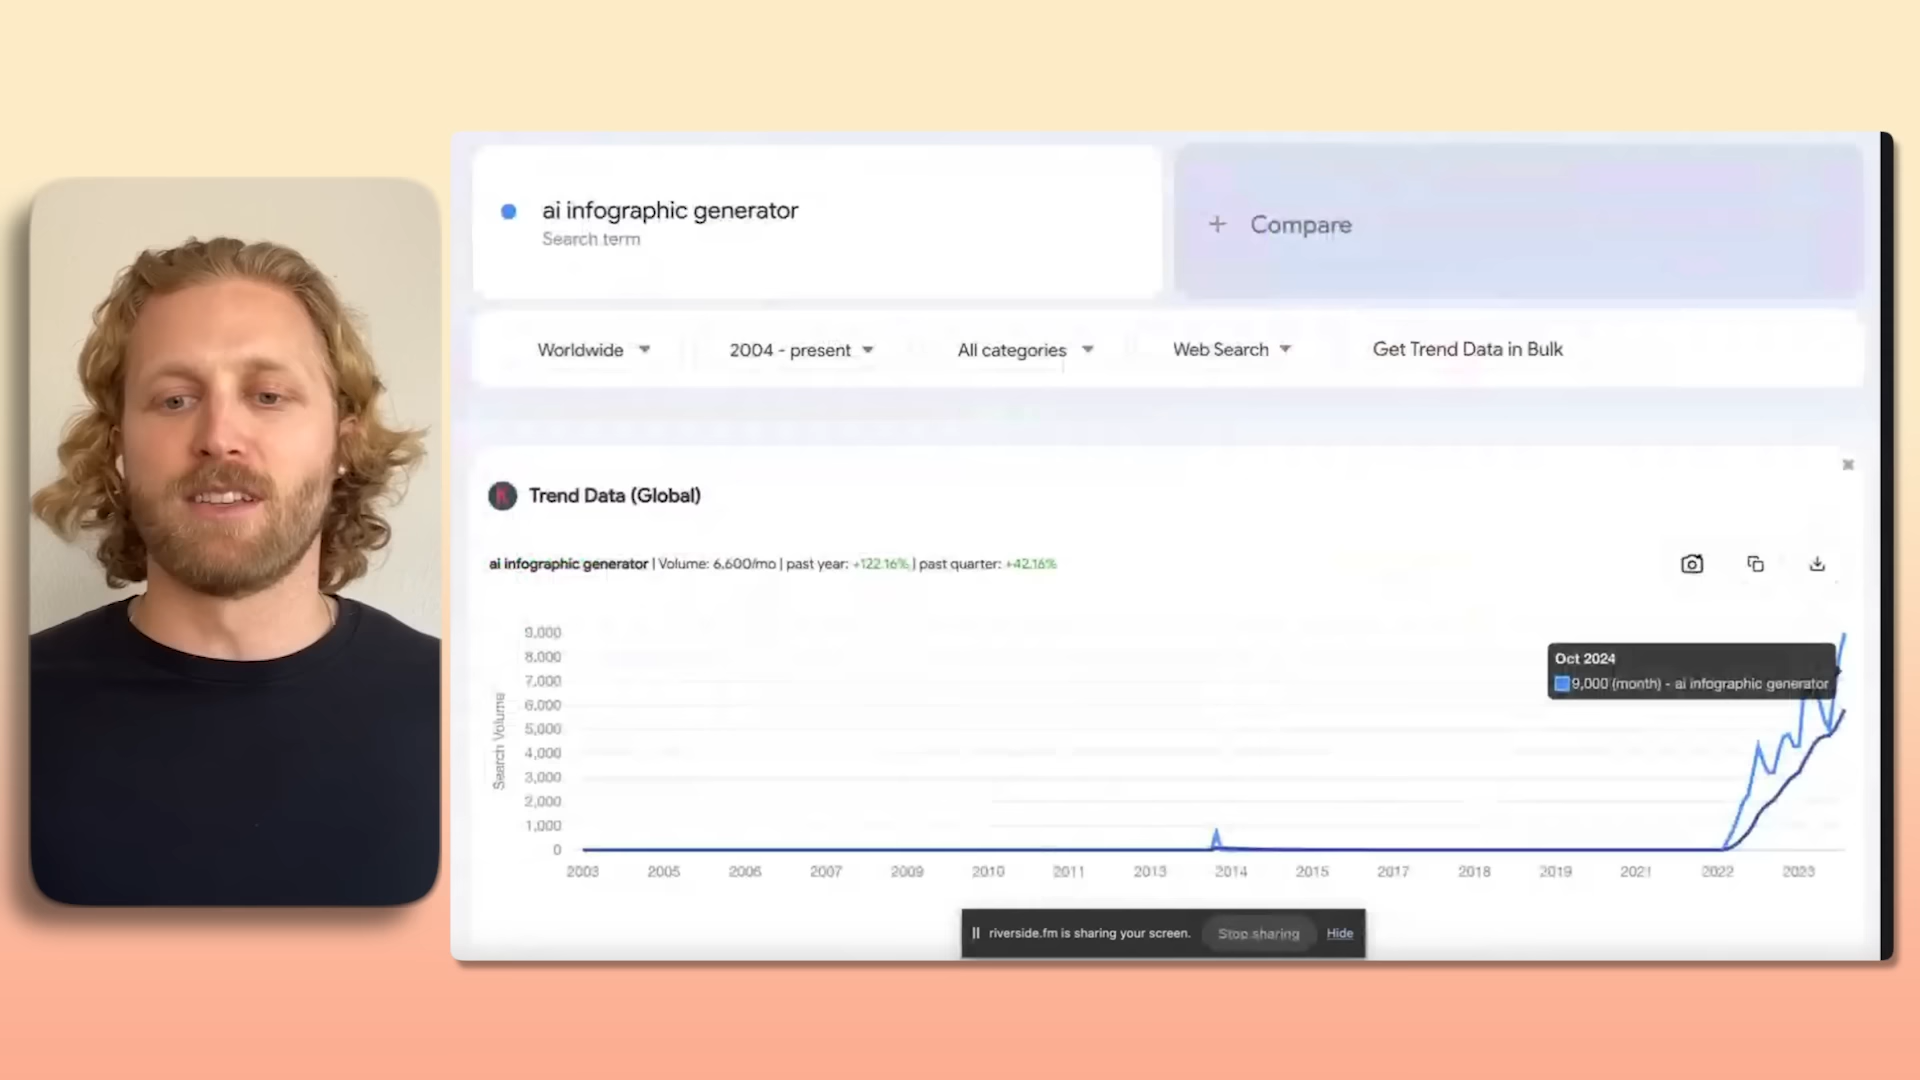 ai infographic generator
Search term
+ Compare
Worldwide
2004 - present
All categories
Web Search
Get Trend Data in Bulk
Trend Data (Global)
ai infographic generator | Volume: 6,600/mo | past year: +122.16% | past quarter: +42.16%
Search Volume
9,000
8,000
7,000
6,000
5,000
4,000
3,000
2,000
1,000
0
Oct 2024
9,000 (month) - ai infographic generator
2003 2005 2006 2007 2009 2010 2011 2013 2014 2015 2017 2018 2019 2021 2022 2023
riverside.fm is sharing your screen. Stop sharing Hide